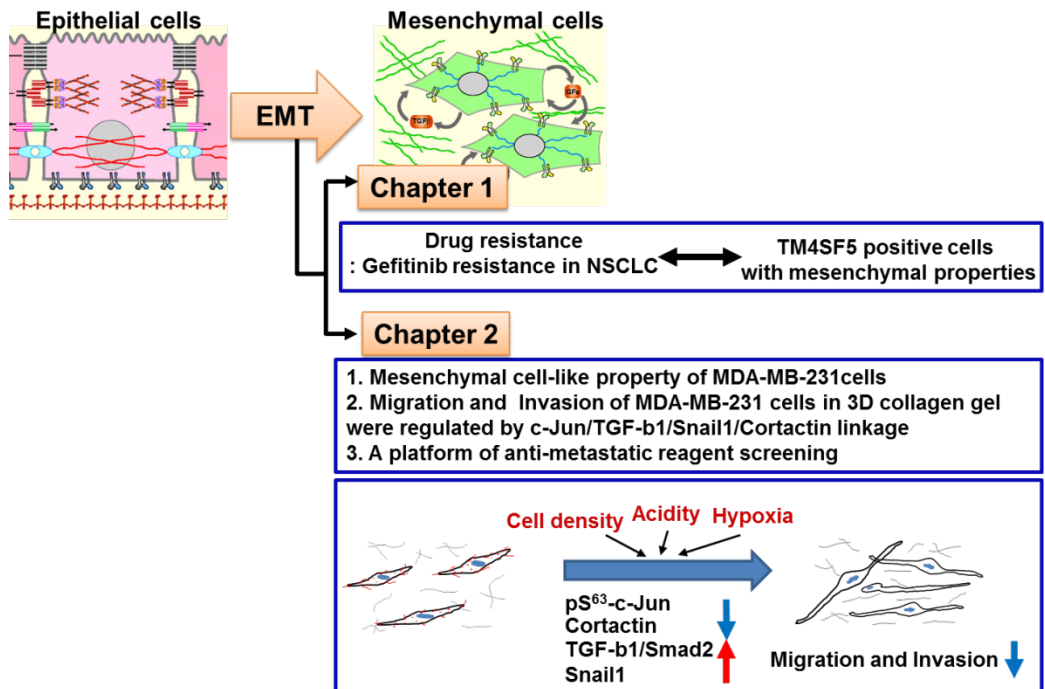 Epithelial cells
Mesenchymal cells
EMT
TGFβ
GFs
Chapter 1
Drug resistance
: Gefitinib resistance in NSCLC
TM4SF5 positive cells
with mesenchymal properties
Chapter 2
1. Mesenchymal cell-like property of MDA-MB-231cells
2. Migration and Invasion of MDA-MB-231 cells in 3D collagen gel
were regulated by c-Jun/TGF-b1/Snail1/Cortactin linkage
3. A platform of anti-metastatic reagent screening
Cell density
Acidity
Hypoxia
pS⁶³-c-Jun
Cortactin
TGF-b1/Smad2
Snail1
Migration and Invasion